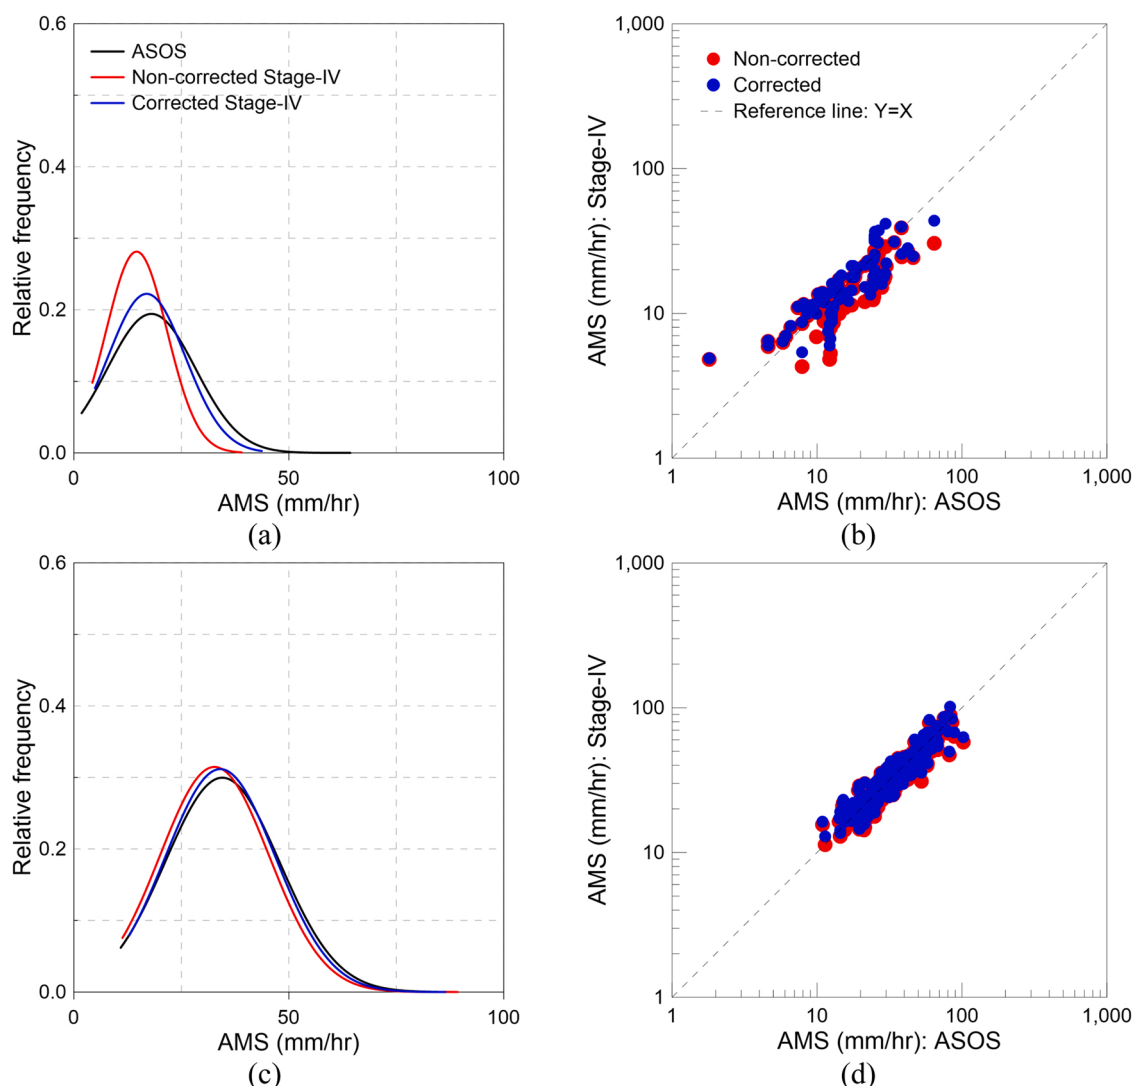 0.6
0.4
0.2
0.0
Relative frequency
ASOS
Non-corrected Stage-IV
Corrected Stage-IV
0
50
100
AMS (mm/hr)
(a)
1,000
100
10
1
AMS (mm/hr): Stage-IV
Non-corrected
Corrected
Reference line: Y=X
1
10
100
1,000
AMS (mm/hr): ASOS
(b)
0.6
0.4
0.2
0.0
Relative frequency
0
50
100
AMS (mm/hr)
(c)
1,000
100
10
1
AMS (mm/hr): Stage-IV
1
10
100
1,000
AMS (mm/hr): ASOS
(d)